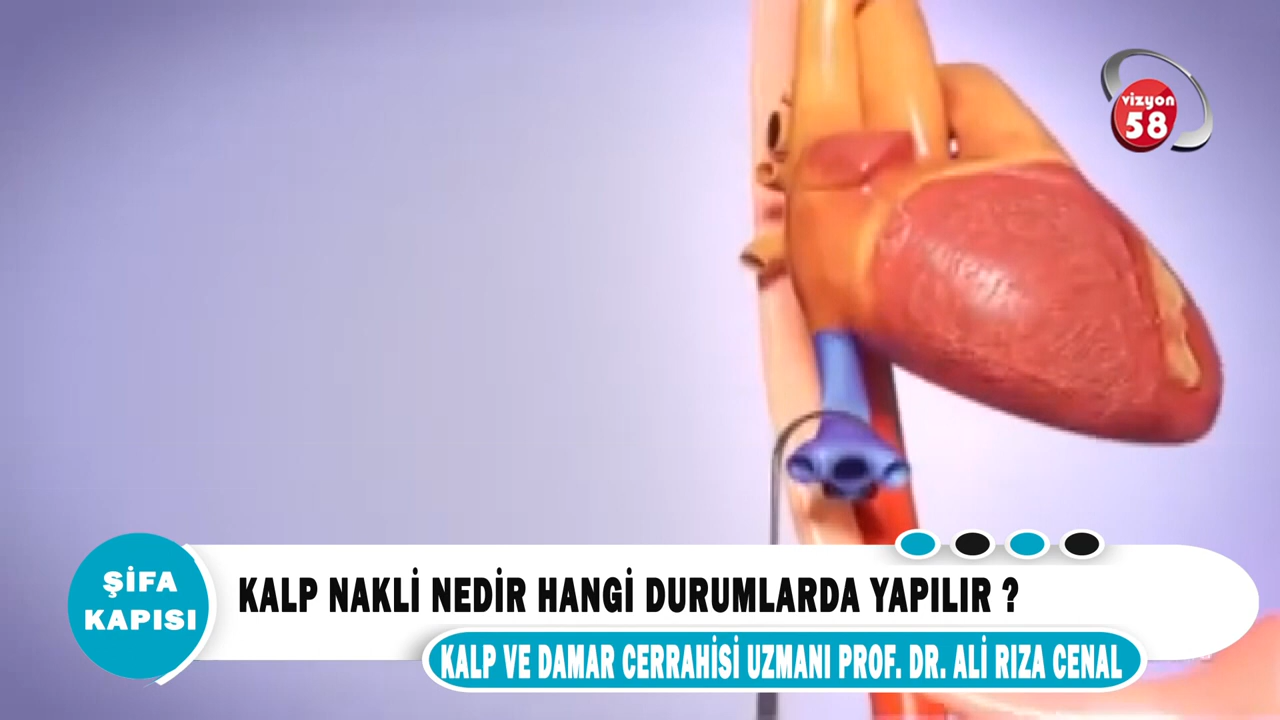 vizyon
58
ŞİFA
KAPISI
KALP NAKLİ NEDİR HANGİ DURUMLARDA YAPILIR ?
KALP VE DAMAR CERRAHİSİ UZMANI PROF. DR. ALİ RIZA CENAL